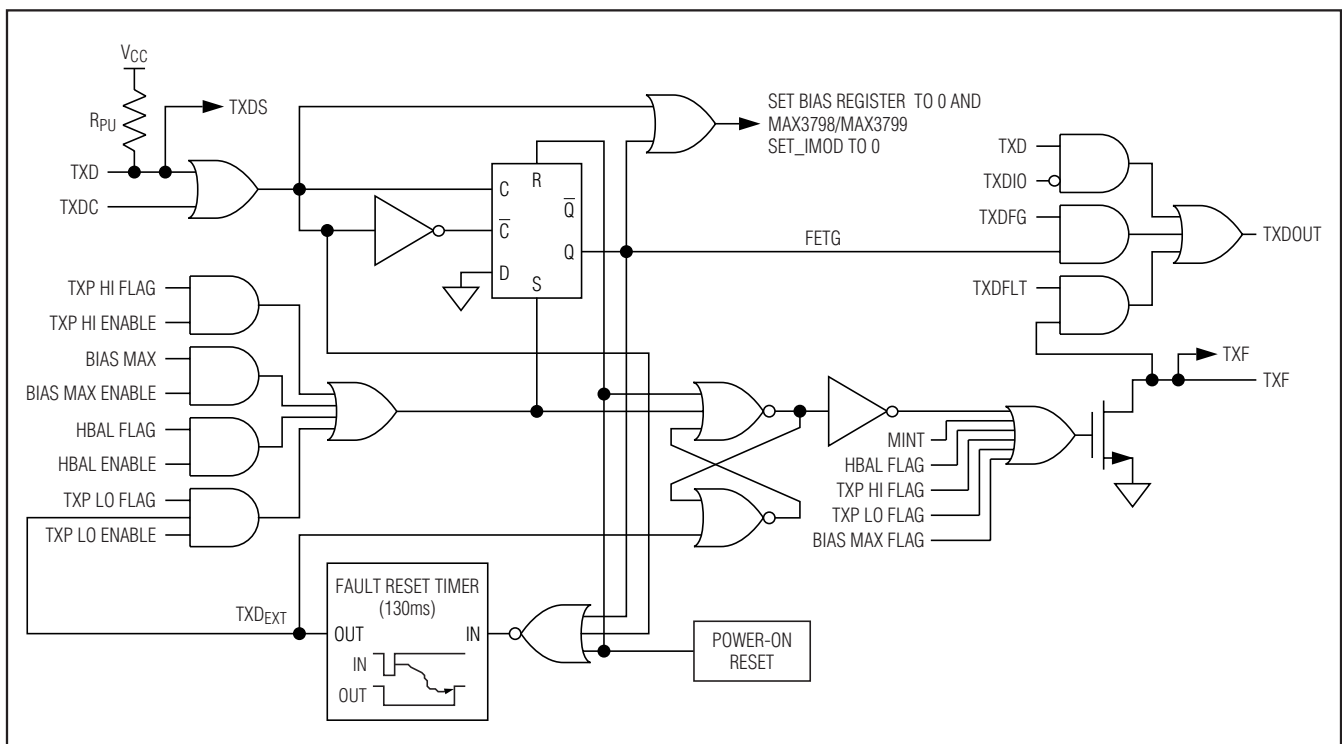 VCC
RPU
TXDS
TXD
TXDC
SET BIAS REGISTER TO 0 AND
MAX3798/MAX3799
SET_IMOD TO 0
R
C
C̅
D
S
Q̅
Q
FETG
TXD
TXDIO
TXDFG
TXDFLT
TXDOUT
TXP HI FLAG
TXP HI ENABLE
BIAS MAX
BIAS MAX ENABLE
HBAL FLAG
HBAL ENABLE
TXP LO FLAG
TXP LO ENABLE
TXF
TXF
MINT
HBAL FLAG
TXP HI FLAG
TXP LO FLAG
BIAS MAX FLAG
TXDEXT
FAULT RESET TIMER
(130ms)
OUT
IN
IN
OUT
POWER-ON
RESET